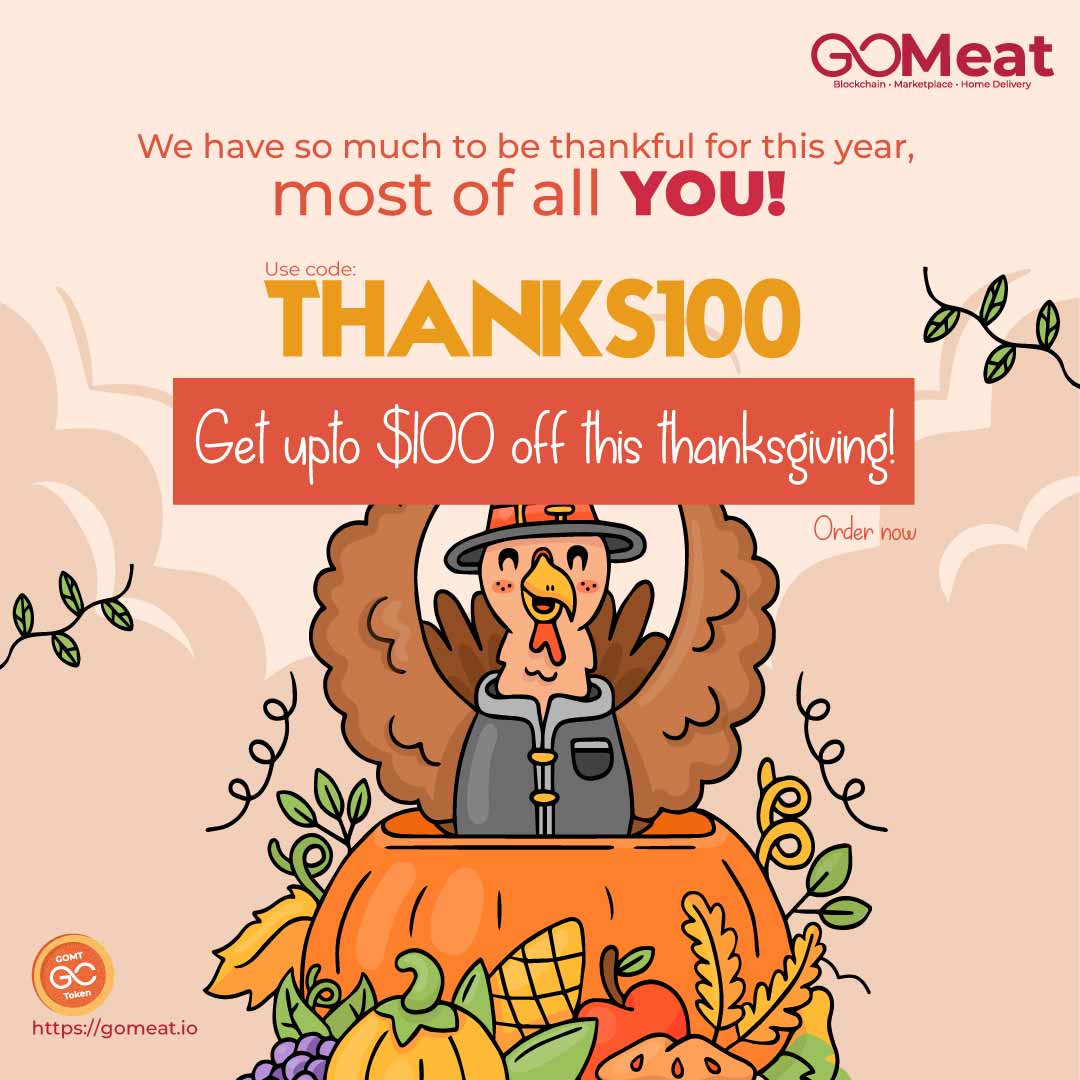 GOMeat
Blockchain • Marketplace • Home Delivery
We have so much to be thankful for this year,
most of all YOU!
Use code:
THANKS100
Get upto $100 off this thanksgiving!
Order now
GOMT
GC
Token
https://gomeat.io